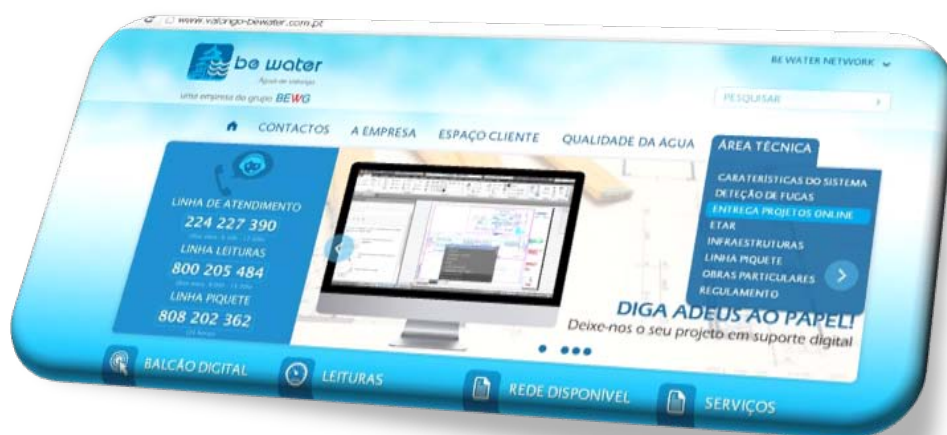 www.valongo-bewater.com.pt
be water
Águas de Valongo
uma empresa do grupo BEWG
BE WATER NETWORK
PESQUISAR
CONTACTOS
A EMPRESA
ESPAÇO CLIENTE
QUALIDADE DA ÁGUA
ÁREA TÉCNICA
LINHA DE ATENDIMENTO
224 227 390
LINHA LEITURAS
800 205 484
LINHA PIQUETE
808 202 362
CARATERÍSTICAS DO SISTEMA
DETEÇÃO DE FUGAS
ENTREGA PROJETOS ONLINE
ETAR
INFRAESTRUTURAS
LINHA PIQUETE
OBRAS PARTICULARES
REGULAMENTO
DIGA ADEUS AO PAPEL!
Deixe-nos o seu projeto em suporte digital
BALCÃO DIGITAL
LEITURAS
REDE DISPONÍVEL
SERVIÇOS